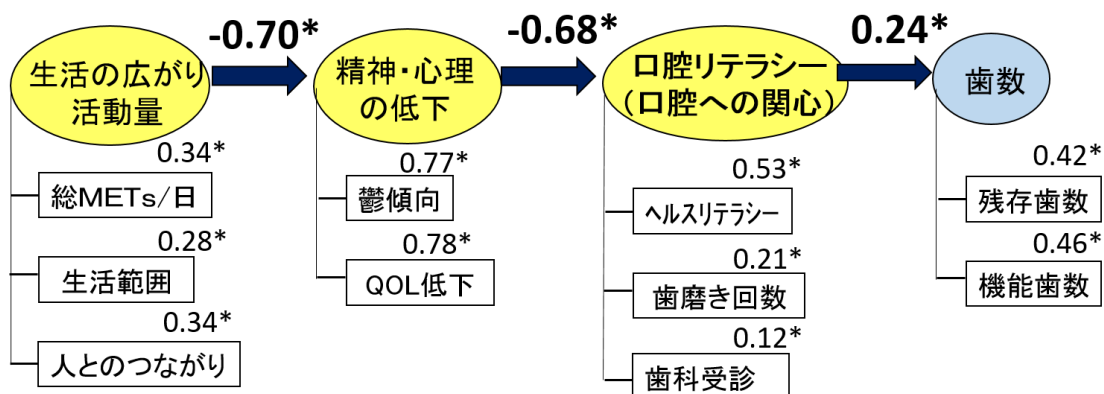 -0.70*
-0.68*
0.24*
生活の広がり
活動量
精神・心理
の低下
口腔リテラシー
(口腔への関心)
歯数
0.34*
総METs/日
0.28*
生活範囲
0.34*
人とのつながり
0.77*
鬱傾向
0.78*
QOL低下
0.53*
ヘルスリテラシー
0.21*
歯磨き回数
0.12*
歯科受診
0.42*
残存歯数
0.46*
機能歯数